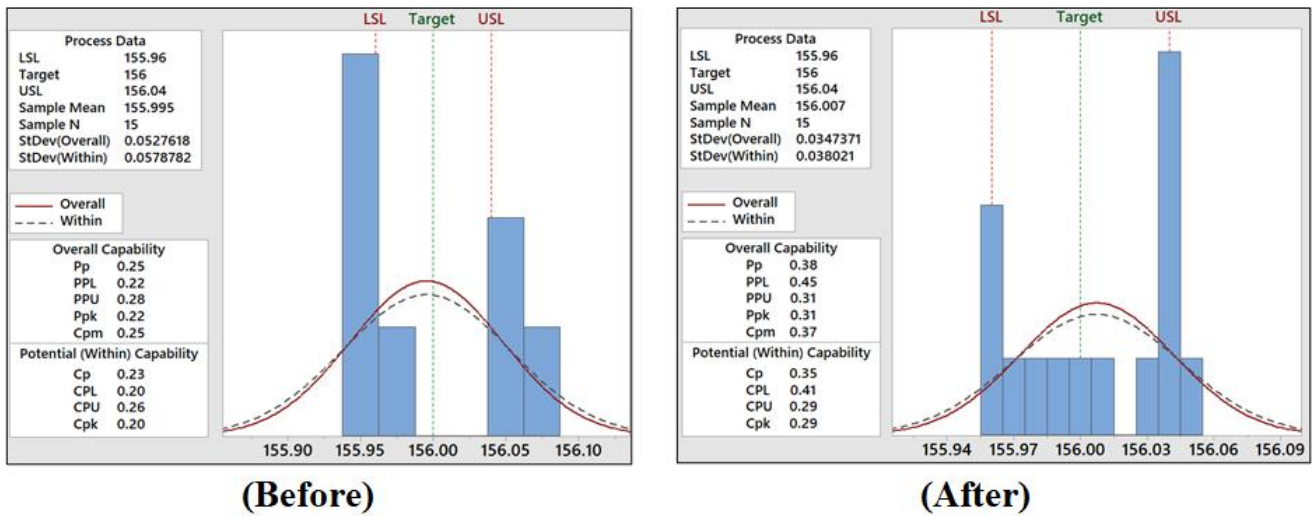 LSL Target USL
Process Data
LSL 155.96
Target 156
USL 156.04
Sample Mean 155.995
Sample N 15
StDev(Overall) 0.0527618
StDev(Within) 0.0578782
Overall
Within
Overall Capability
Pp 0.25
PPL 0.22
PPU 0.28
Ppk 0.22
Cpm 0.25
Potential (Within) Capability
Cp 0.23
CPL 0.20
CPU 0.26
Cpk 0.20
155.90 155.95 156.00 156.05 156.10
(Before)
LSL Target USL
Process Data
LSL 155.96
Target 156
USL 156.04
Sample Mean 156.007
Sample N 15
StDev(Overall) 0.0347371
StDev(Within) 0.038021
Overall
Within
Overall Capability
Pp 0.38
PPL 0.45
PPU 0.31
Ppk 0.31
Cpm 0.37
Potential (Within) Capability
Cp 0.35
CPL 0.41
CPU 0.29
Cpk 0.29
155.94 155.97 156.00 156.03 156.06 156.09
(After)